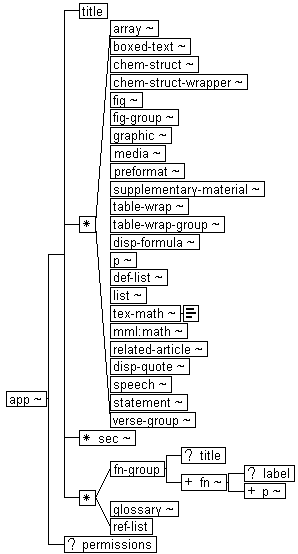 title
array ~
boxed-text ~
chem-struct ~
chem-struct-wrapper ~
fig ~
fig-group ~
graphic ~
media ~
preformat ~
supplementary-material ~
table-wrap ~
table-wrap-group ~
disp-formula ~
p ~
def-list ~
list ~
tex-math ~
* mml:math ~
related-article ~
disp-quote ~
speech ~
statement ~
verse-group ~
app ~
* sec ~
fn-group
? title
+ fn ~
? label
+ p ~
*
glossary ~
ref-list
? permissions